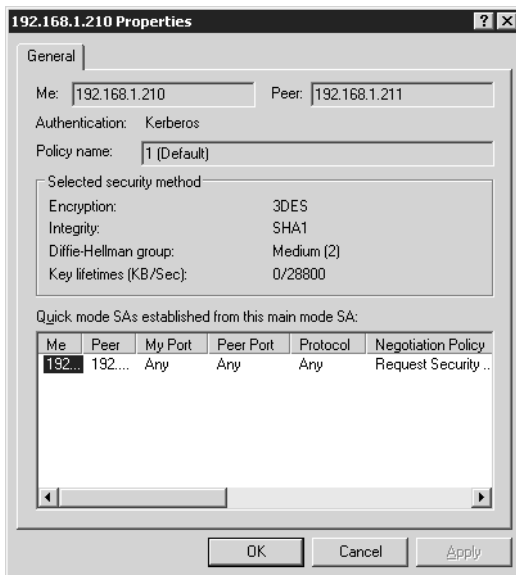 192.168.1.210 Properties
General
Me: 192.168.1.210 Peer: 192.168.1.211
Authentication: Kerberos
Policy name: 1 (Default)
Selected security method
Encryption: 3DES
Integrity: SHA1
Diffie-Hellman group: Medium (2)
Key lifetimes (KB/Sec): 0/28800
Quick mode SAs established from this main mode SA:
Me Peer My Port Peer Port Protocol Negotiation Policy
192... 192.... Any Any Any Request Security ..
OK Cancel Apply